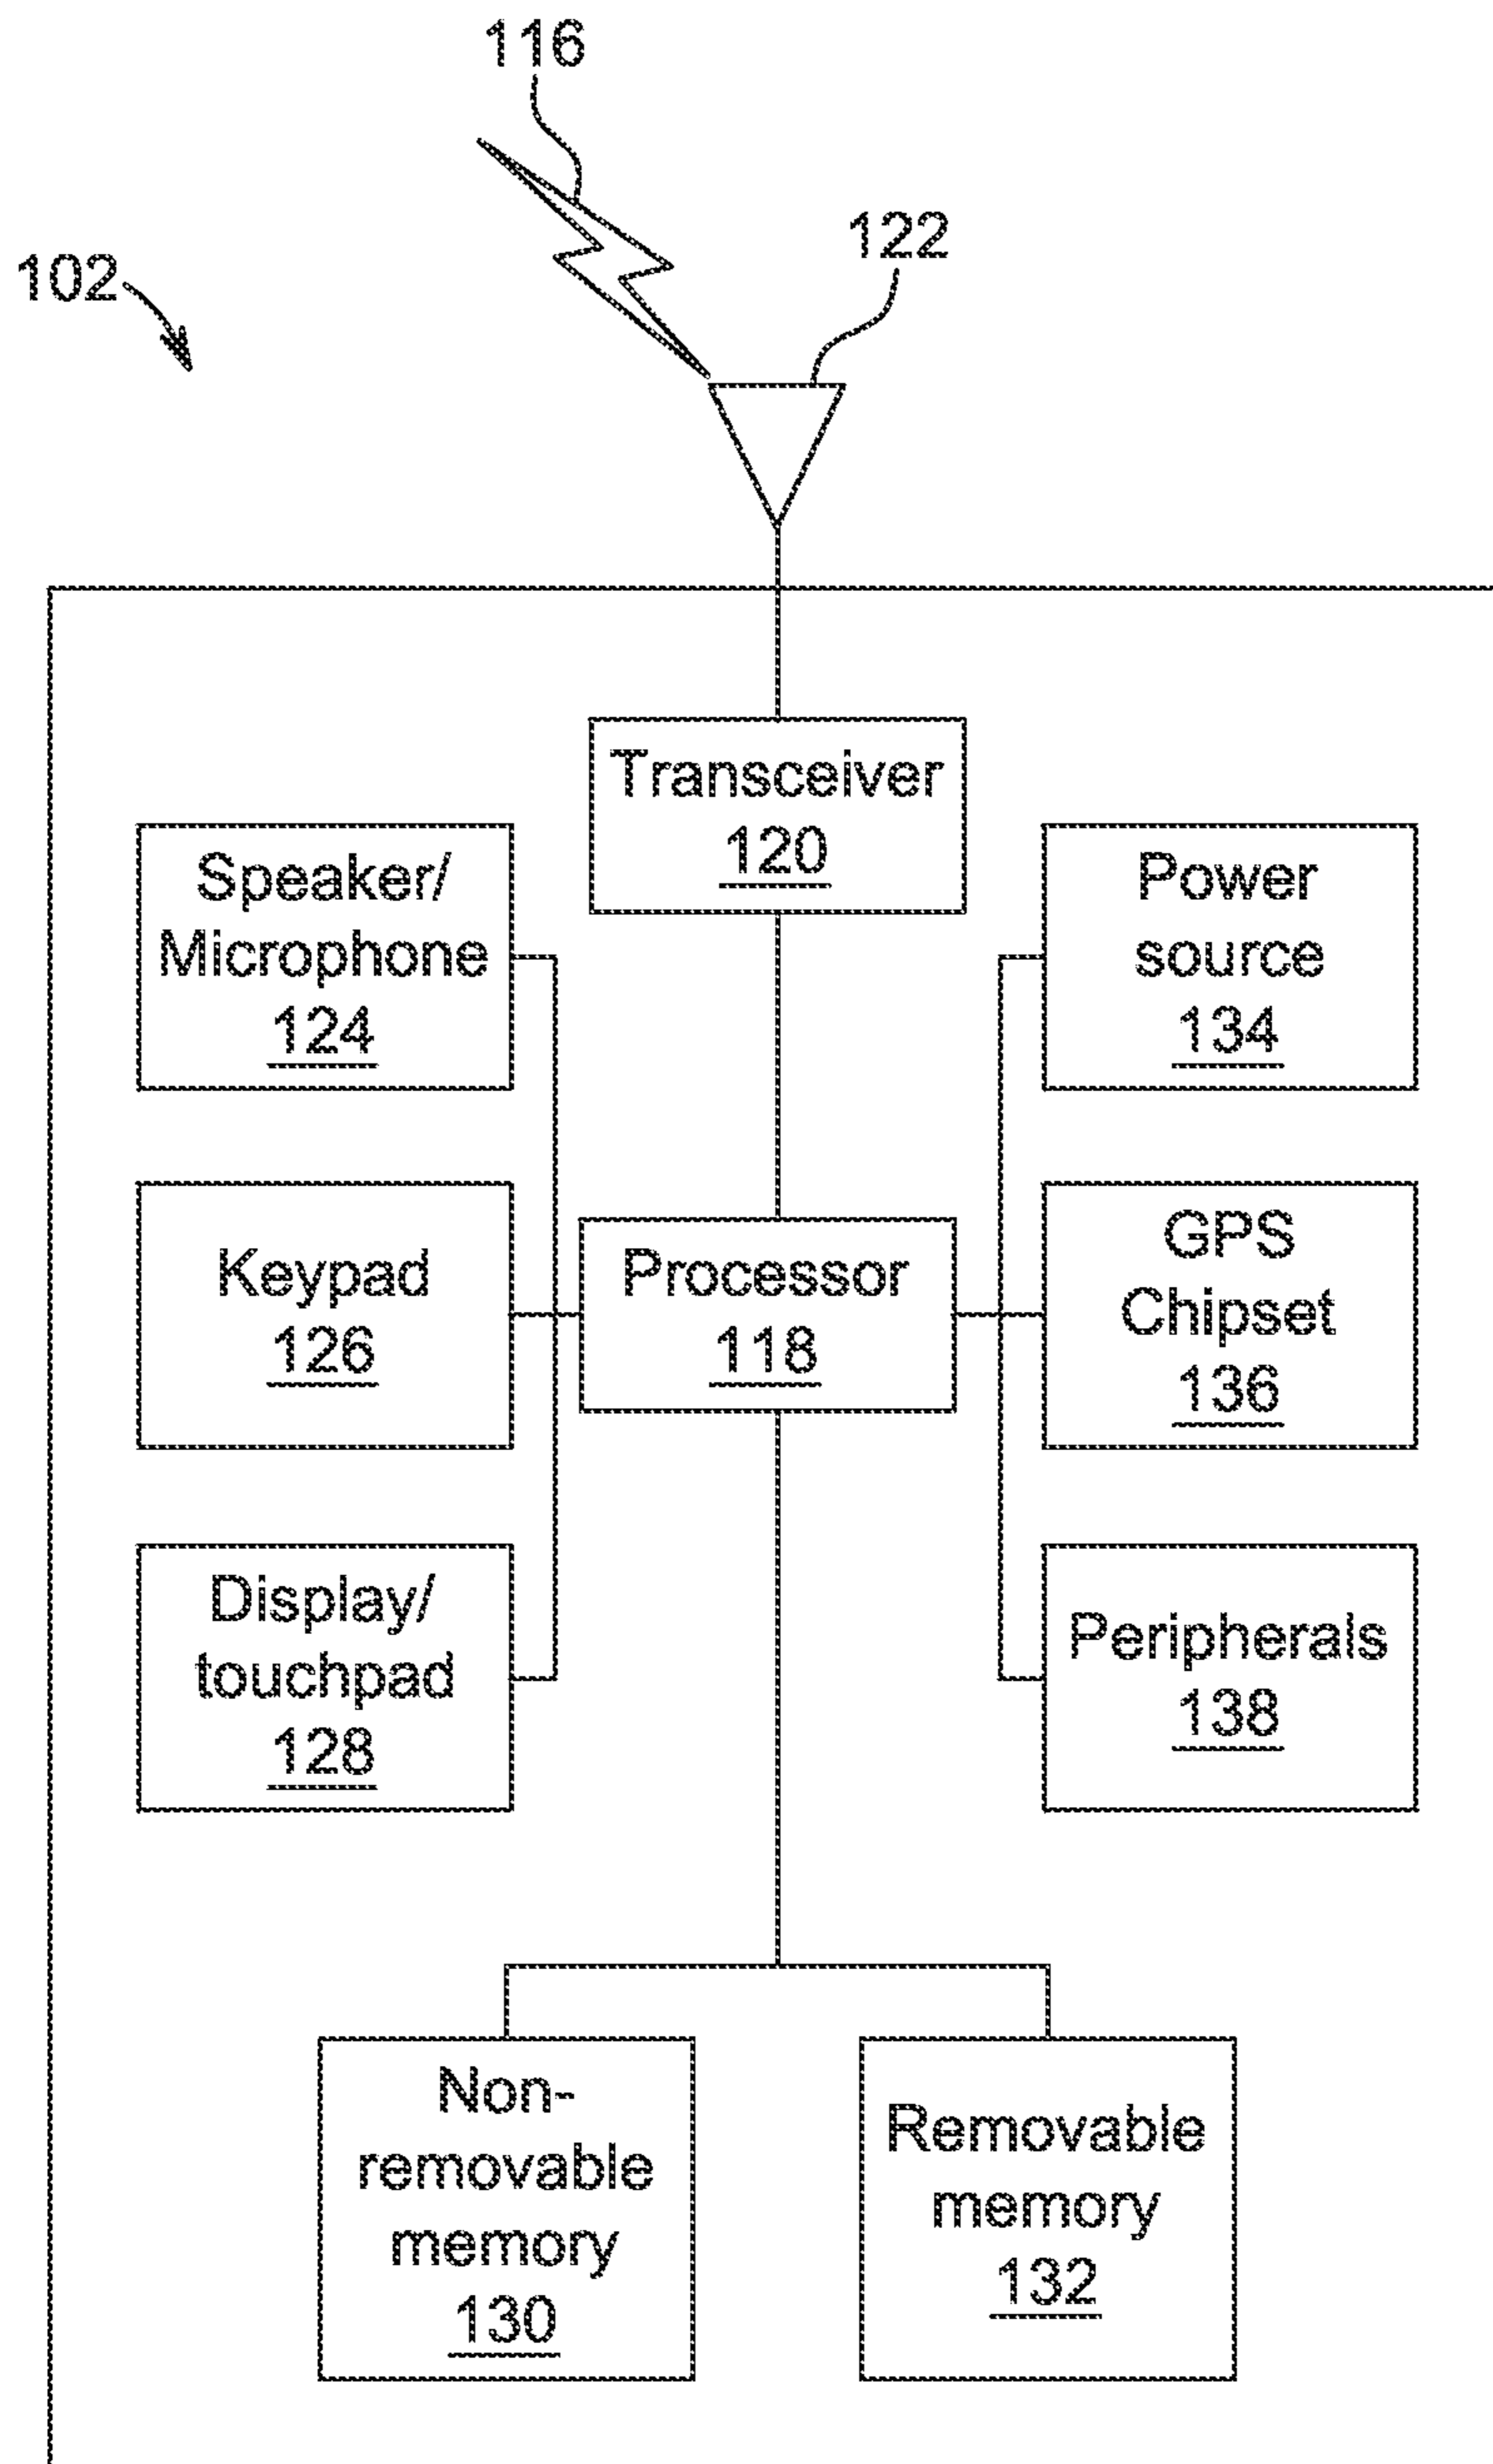 116
122
102
Transceiver
120
Speaker/
Microphone
124
Power
source
134
Keypad
126
Processor
118
GPS
Chipset
136
Display/
touchpad
128
Peripherals
138
Non-
removable
memory
130
Removable
memory
132